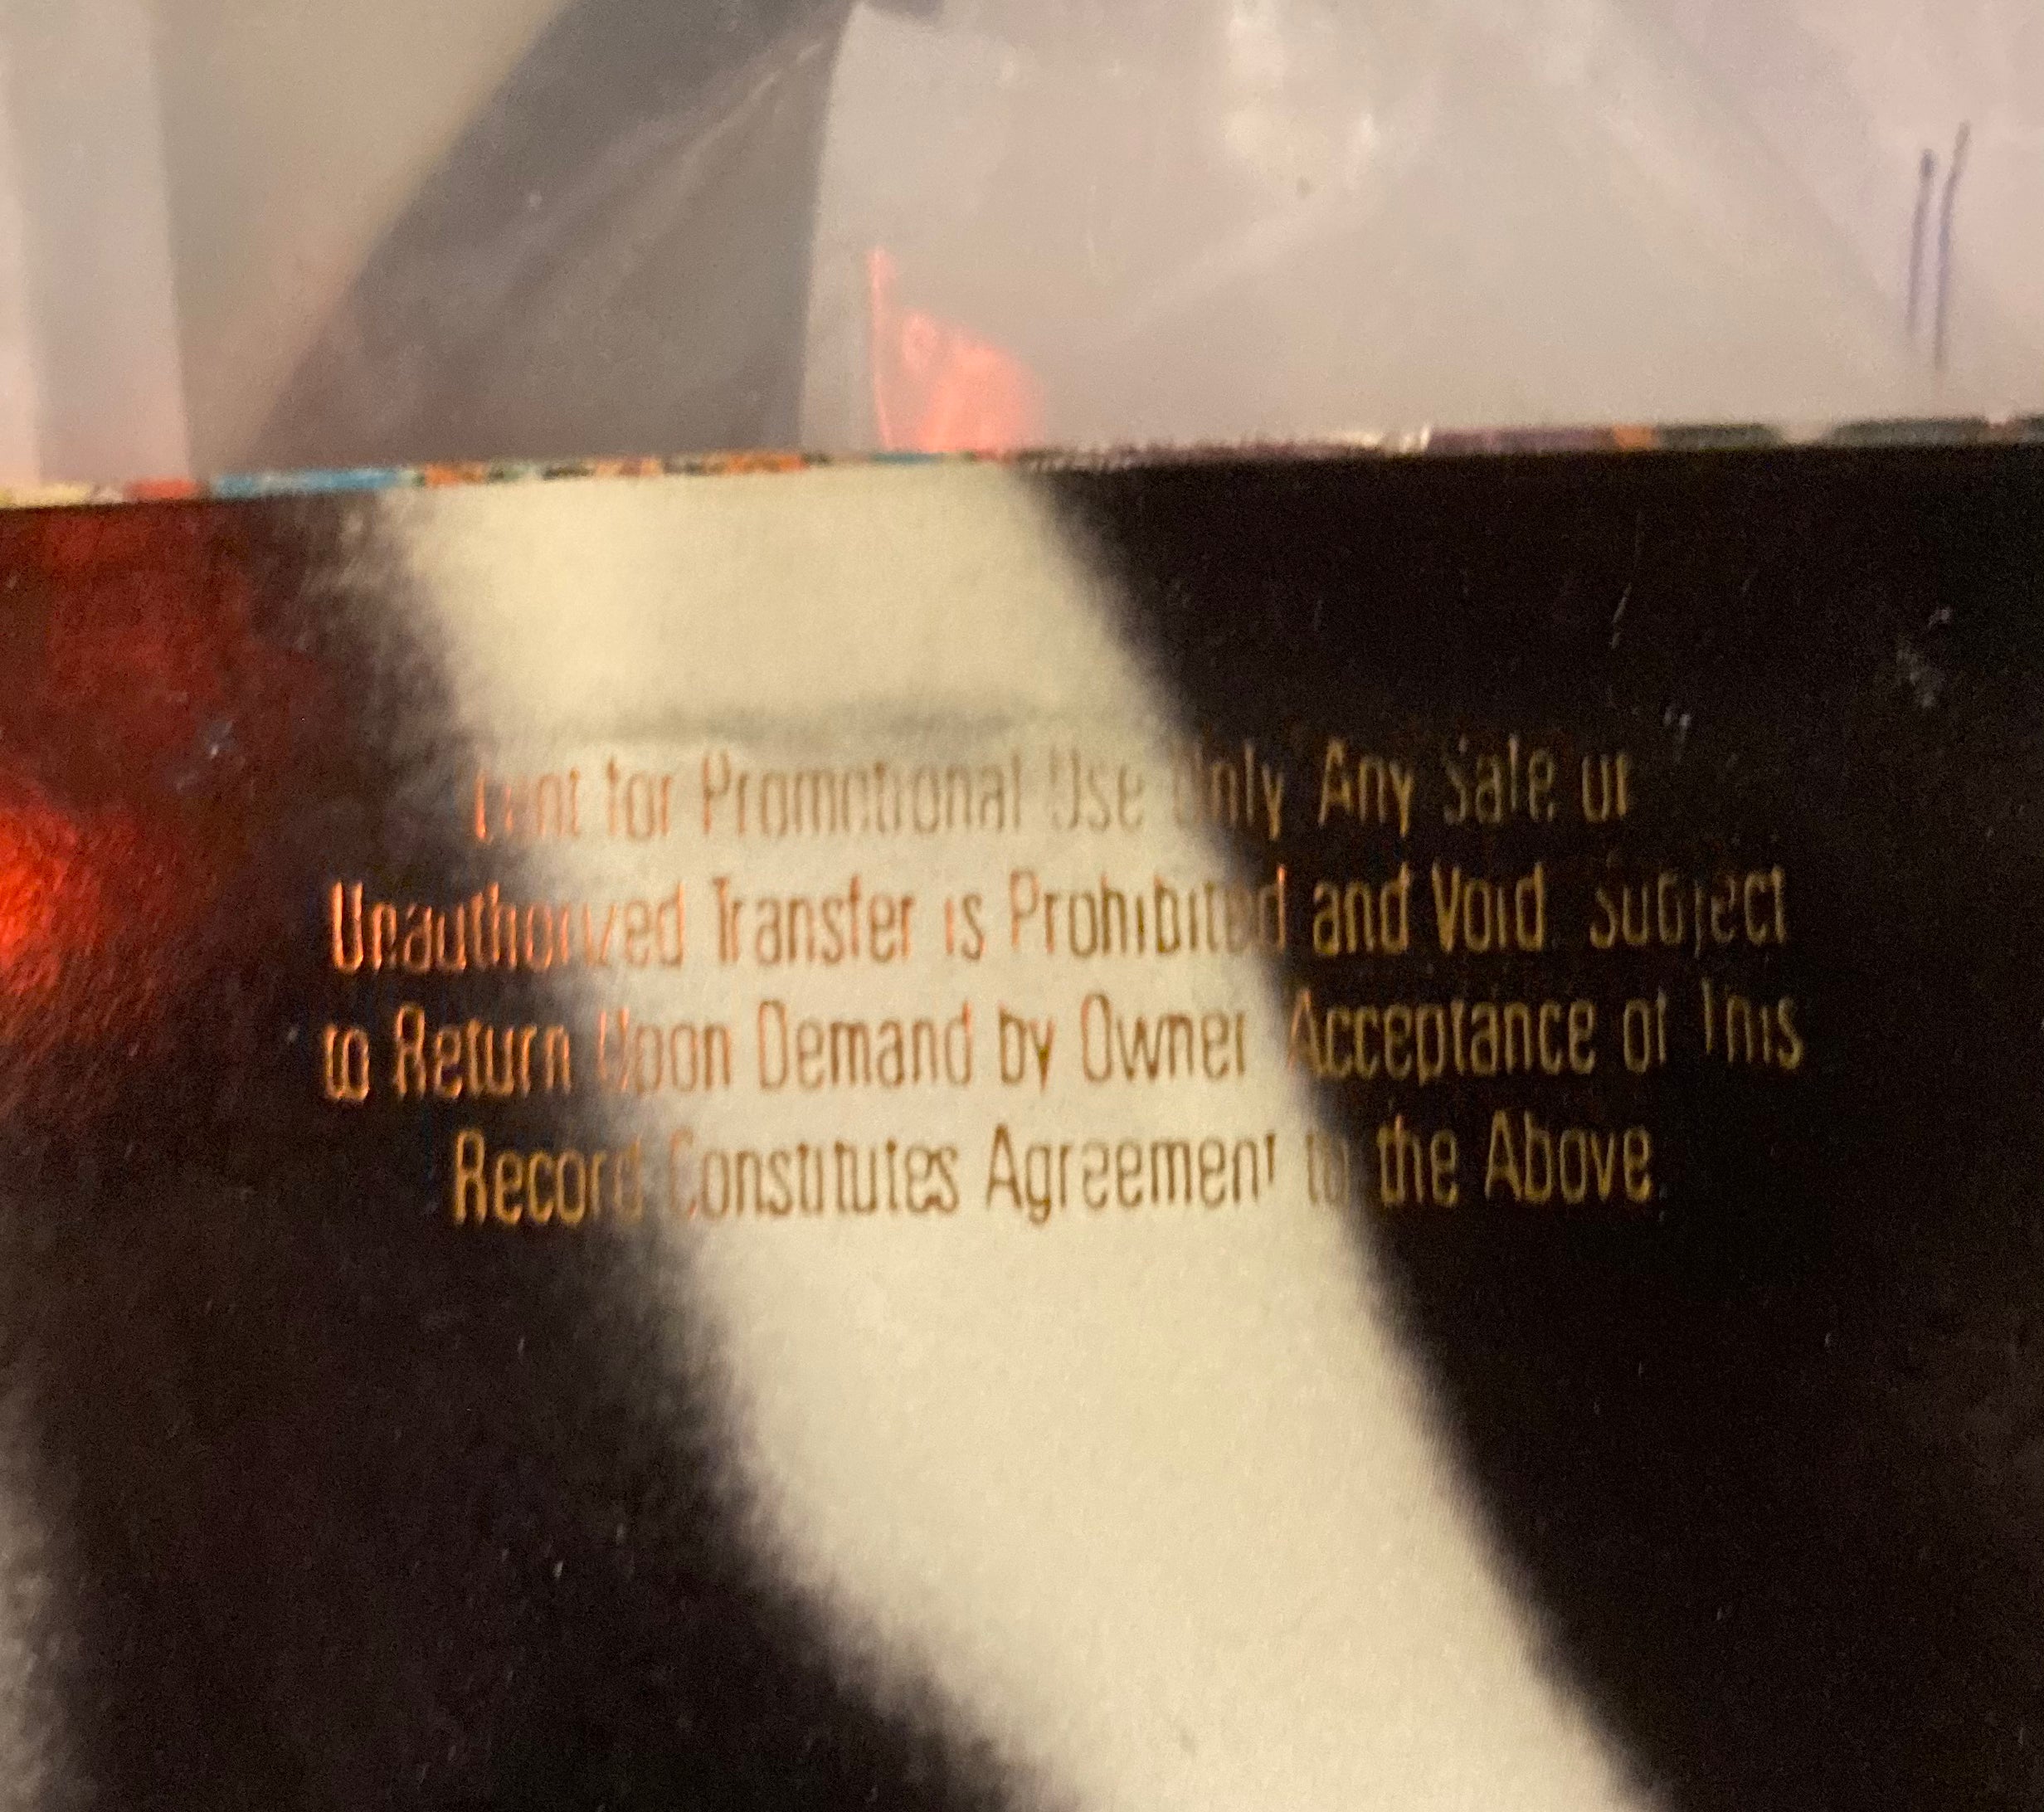 Lent for Promotional Use Only Any Sale or
Unauthorized Transfer is Prohibited and Void. Subject
to Return Upon Demand by Owner Acceptance of This
Record Constitutes Agreement to the Above.